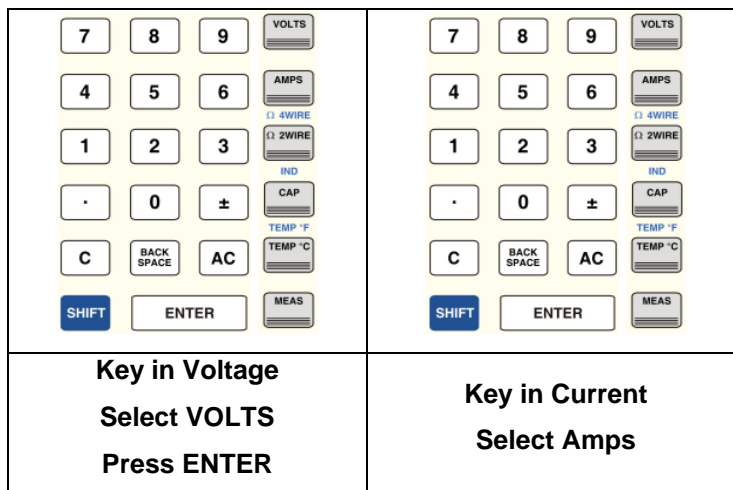 7 8 9 VOLTS
4 5 6 AMPS
Ω 4WIRE
1 2 3 Ω 2WIRE
IND
· 0 ± CAP
TEMP °F
C BACK SPACE AC TEMP °C
SHIFT ENTER MEAS
Key in Voltage
Select VOLTS
Press ENTER
7 8 9 VOLTS
4 5 6 AMPS
Ω 4WIRE
1 2 3 Ω 2WIRE
IND
· 0 ± CAP
TEMP °F
C BACK SPACE AC TEMP °C
SHIFT ENTER MEAS
Key in Current
Select Amps